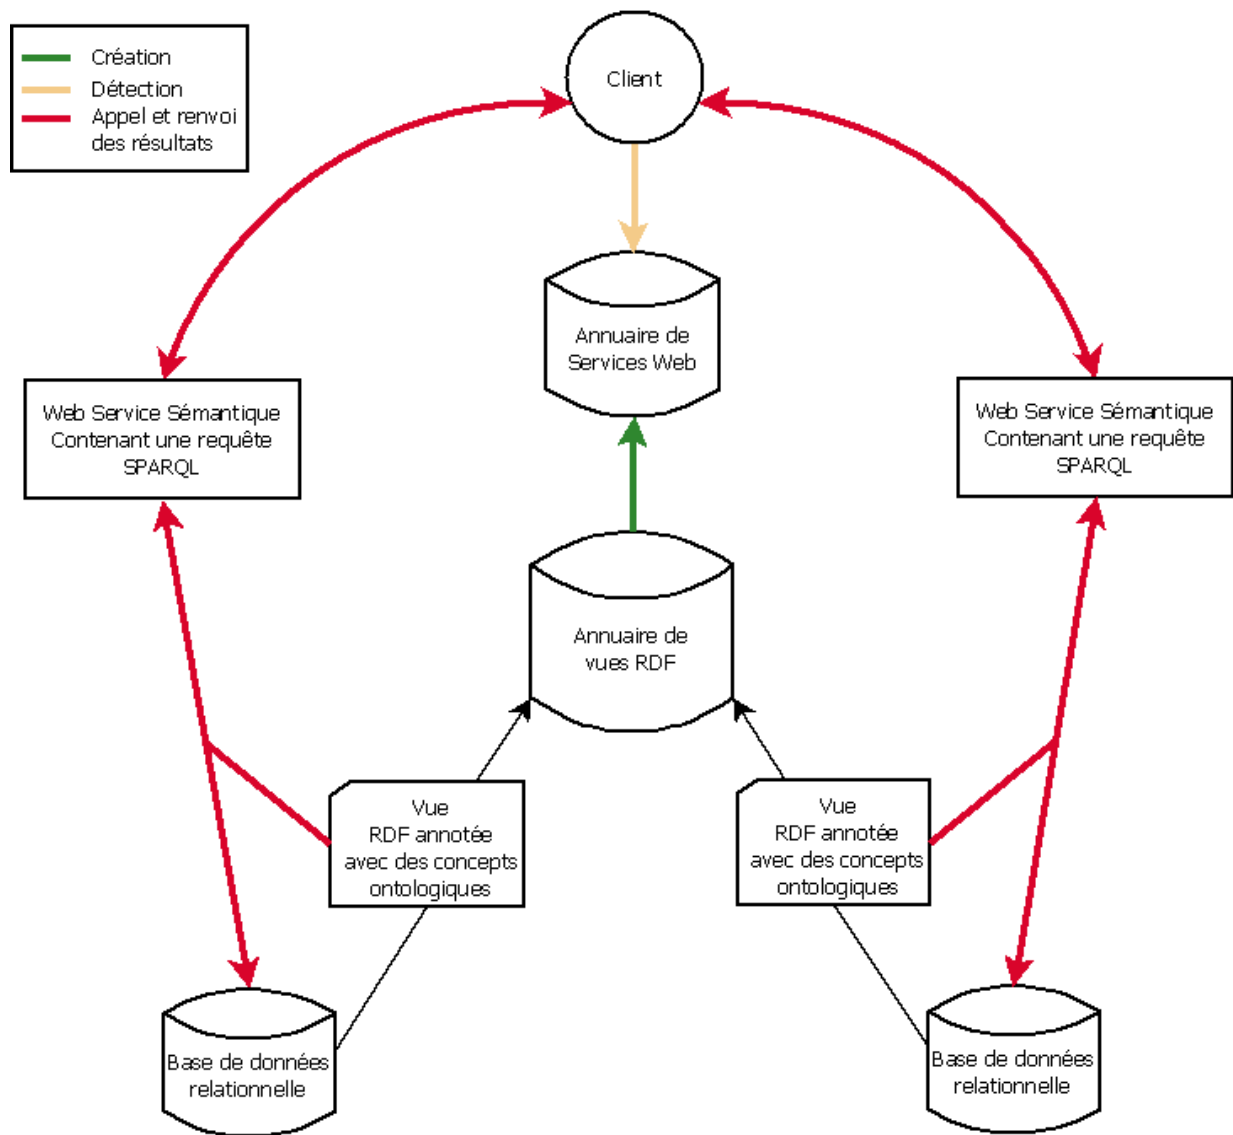 Création
Détection
Appel et renvoi
des résultats
Client
Annuaire de
Services Web
Web Service Sémantique
Contenant une requête
SPARQL
Web Service Sémantique
Contenant une requête
SPARQL
Annuaire de
vues RDF
Vue
RDF annotée
avec des concepts
ontologiques
Vue
RDF annotée
avec des concepts
ontologiques
Base de données
relationnelle
Base de données
relationnelle